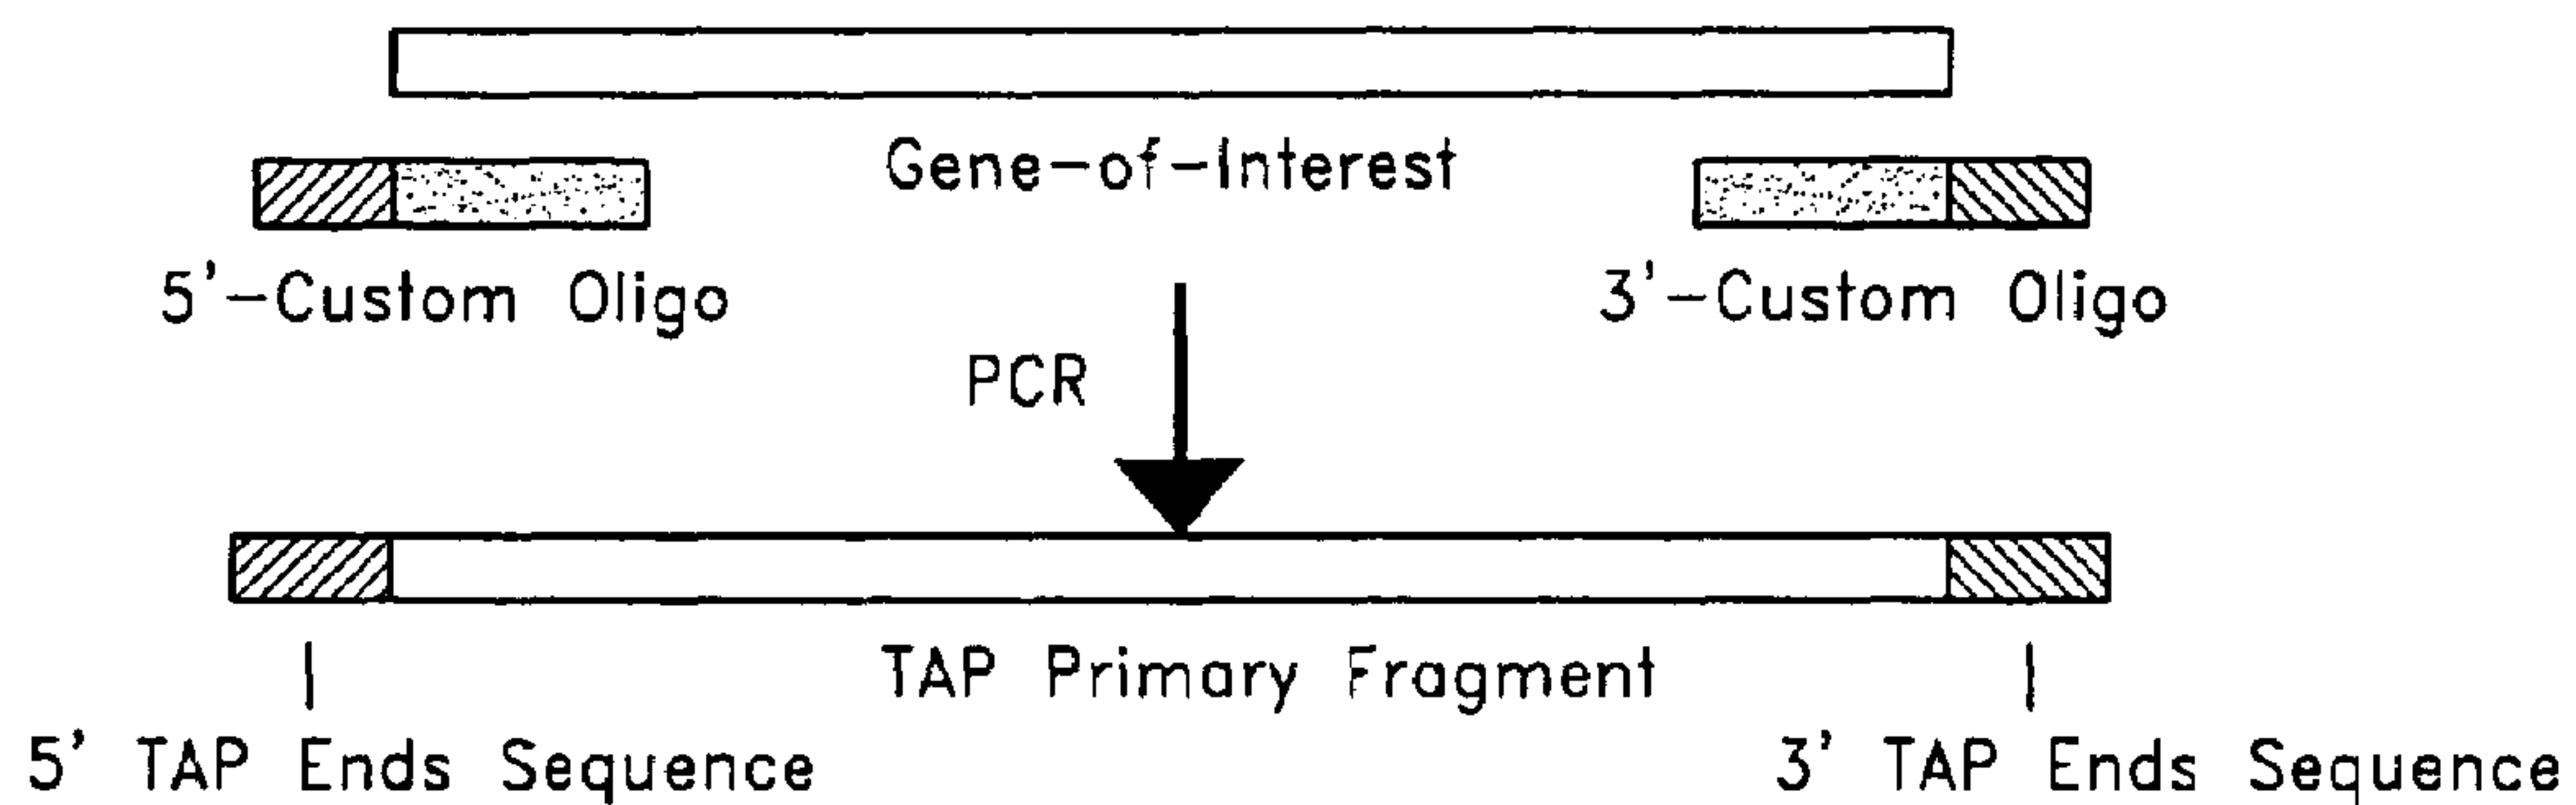 Gene-of-Interest
5'-Custom Oligo
3'-Custom Oligo
PCR
TAP Primary Fragment
5' TAP Ends Sequence
3' TAP Ends Sequence